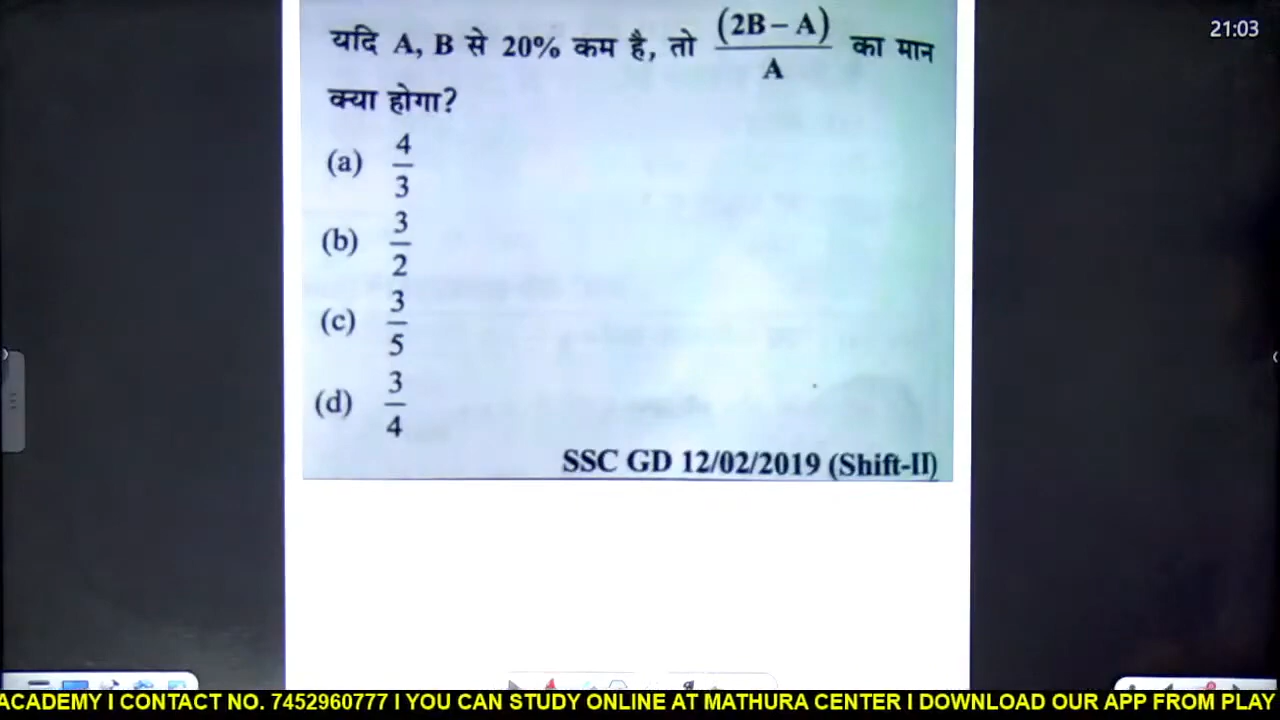 21:03
यदि A, B से 20% कम है, तो (2B – A) / A का मान
क्या होगा?
(a) 4/3
(b) 3/2
(c) 3/5
(d) 3/4
SSC GD 12/02/2019 (Shift-II)
ACADEMY I CONTACT NO. 7452960777 I YOU CAN STUDY ONLINE AT MATHURA CENTER I DOWNLOAD OUR APP FROM PLAY